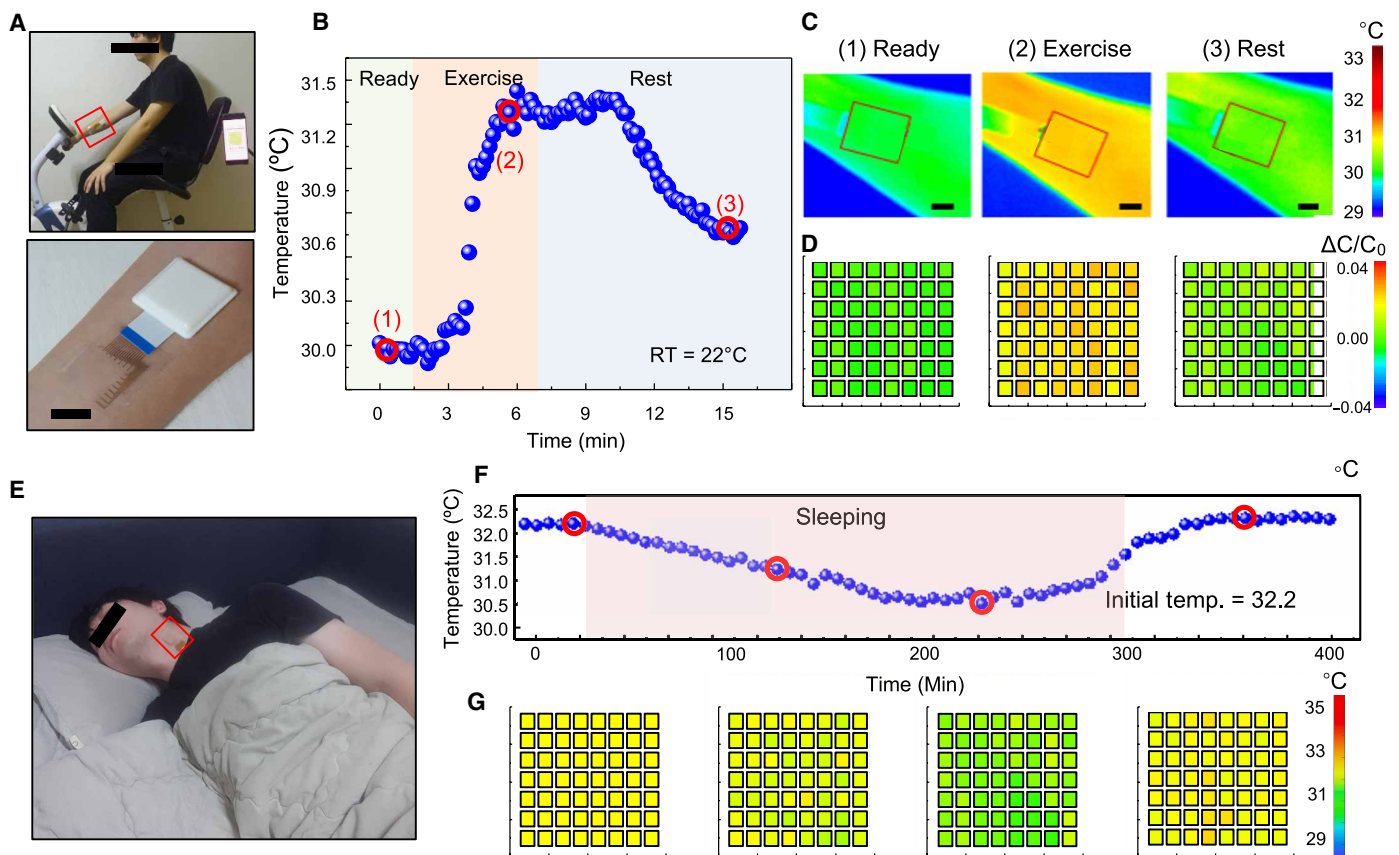 A
B
Ready
Exercise
Rest
31.5
31.2
30.9
30.6
30.3
30.0
Temperature (ºC)
(1)
(2)
(3)
RT = 22°C
0
3
6
9
12
15
Time (min)
C
°C
(1) Ready
(2) Exercise
(3) Rest
33
32
31
30
29
D
ΔC/C0
0.04
0.00
−0.04
E
F
°C
Temperature (ºC)
32.5
32.0
31.5
31.0
30.5
30.0
Sleeping
Initial temp. = 32.2
0
100
200
300
400
Time (Min)
G
°C
35
33
31
29